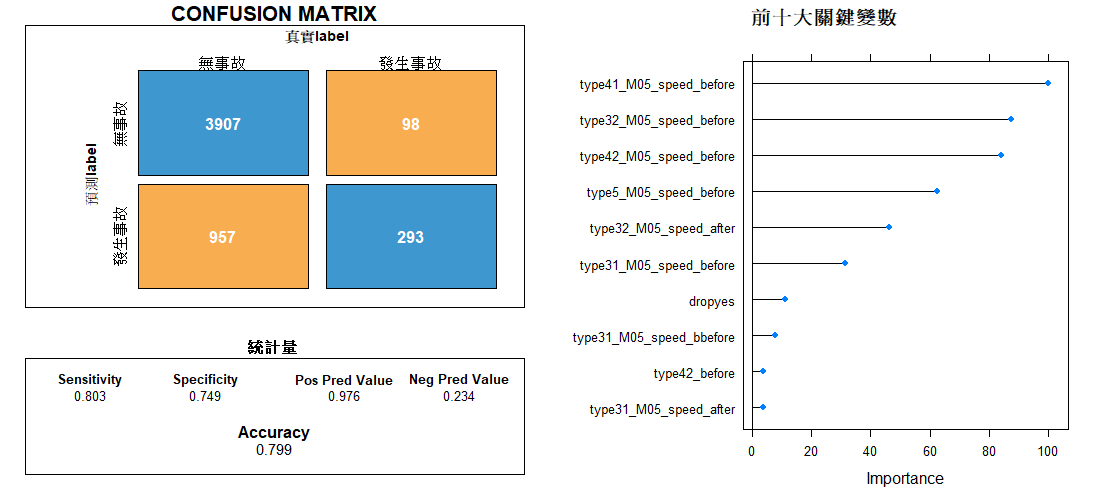 CONFUSION MATRIX
真實label
無事故
發生事故
預測label
無事故
3907
98
發生事故
957
293
統計量
Sensitivity
Specificity
Pos Pred Value
Neg Pred Value
0.803
0.749
0.976
0.234
Accuracy
0.799
前十大關鍵變數
type41_M05_speed_before
type32_M05_speed_before
type42_M05_speed_before
type5_M05_speed_before
type32_M05_speed_after
type31_M05_speed_before
dropyes
type31_M05_speed_bbefore
type42_before
type31_M05_speed_after
0
20
40
60
80
100
Importance